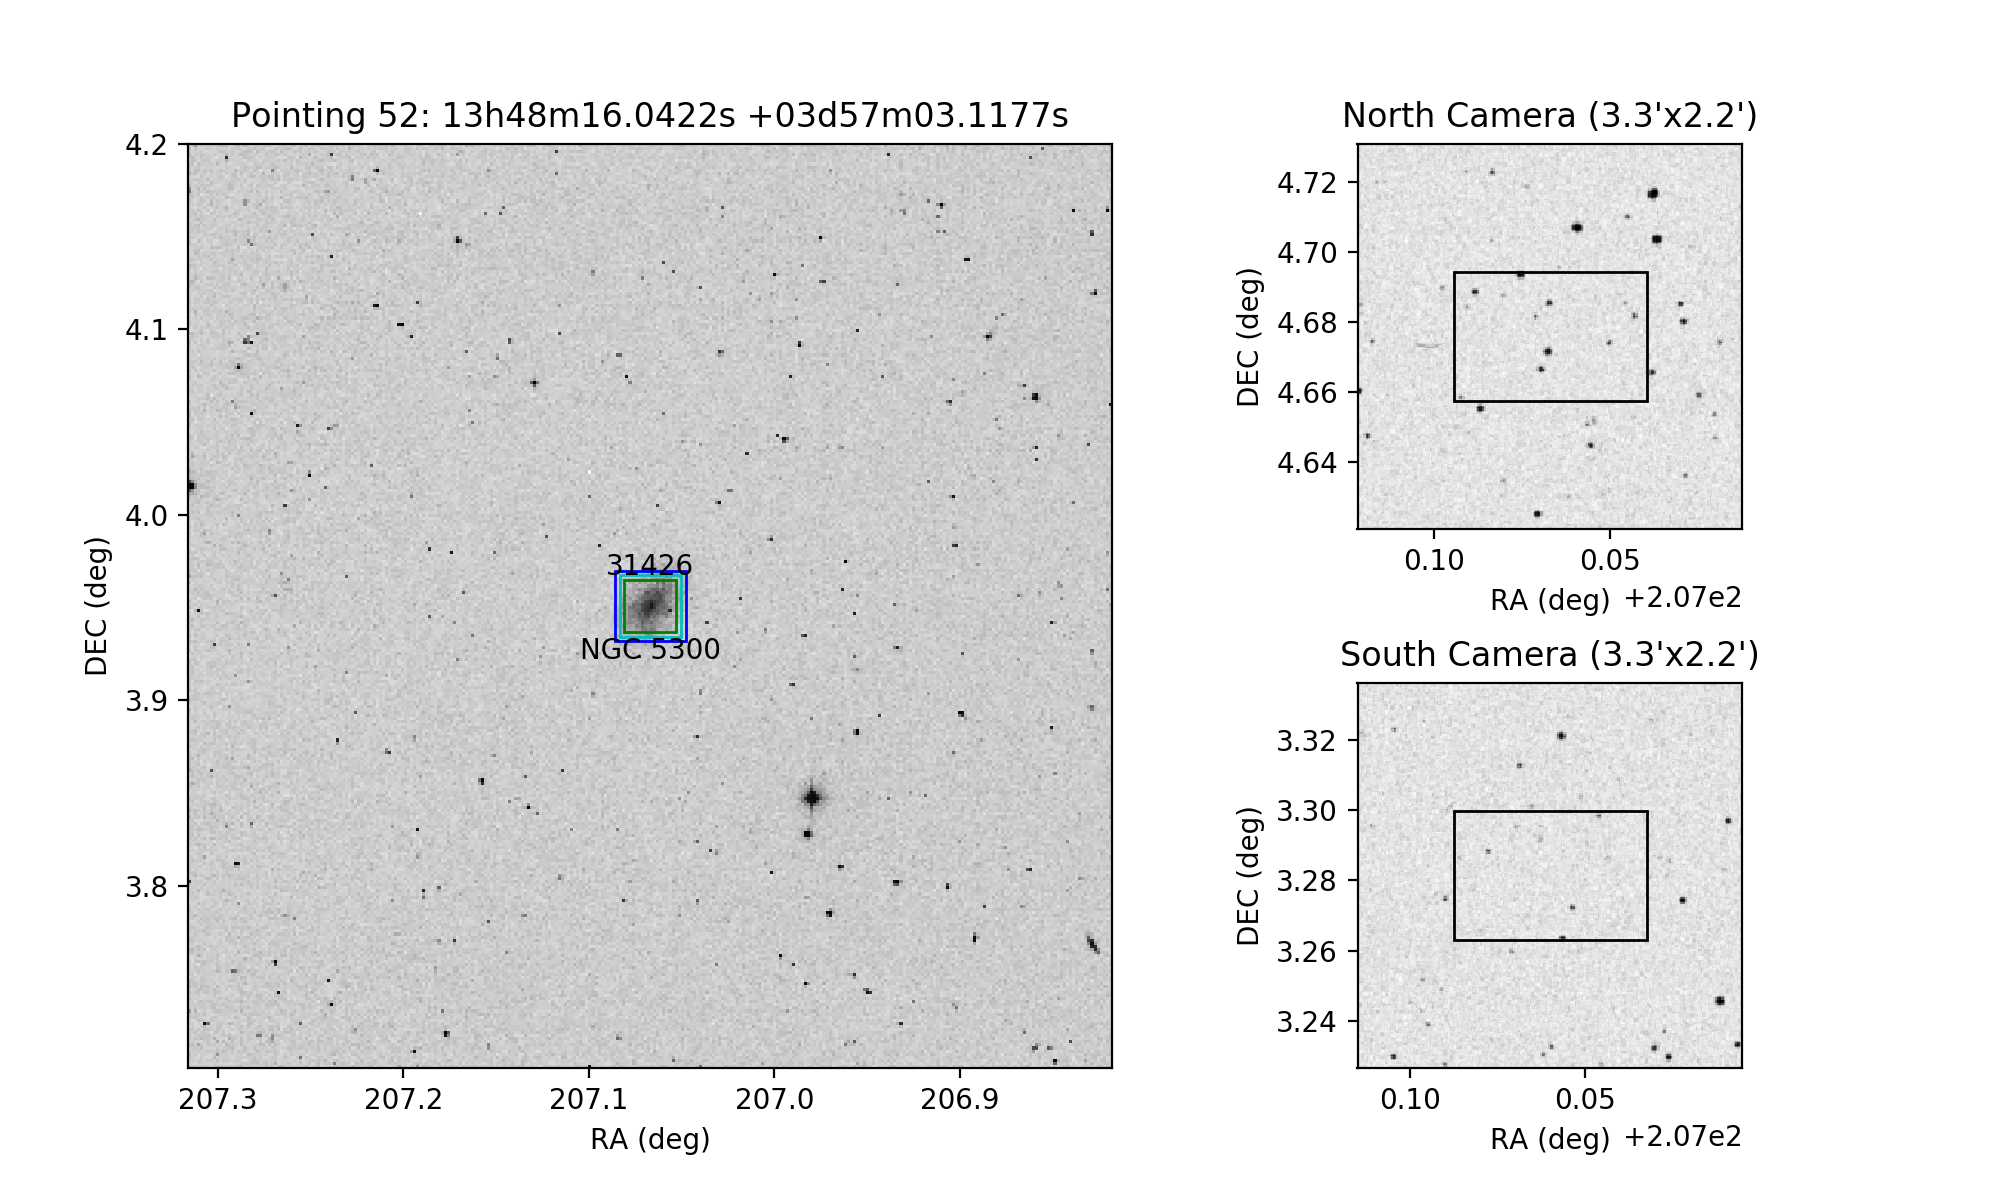 Pointing 52: 13h48m16.0422s +03d57m03.1177s
4.2
4.1
4.0
3.9
3.8
DEC (deg)
31426
NGC 5300
207.3 207.2 207.1 207.0 206.9
RA (deg)
North Camera (3.3'x2.2')
4.72
4.70
4.68
4.66
4.64
DEC (deg)
0.10 0.05
RA (deg) +2.07e2
South Camera (3.3'x2.2')
3.32
3.30
3.28
3.26
3.24
DEC (deg)
0.10 0.05
RA (deg) +2.07e2